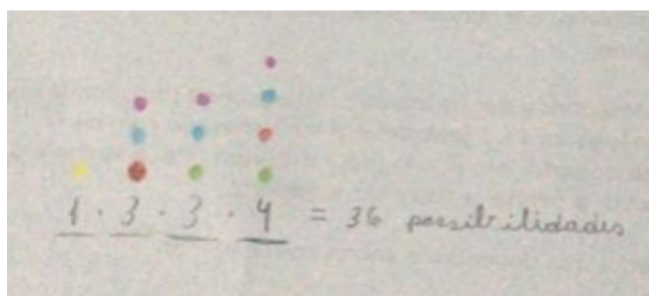 1 · 3 · 3 · 4 = 36 possibilidades